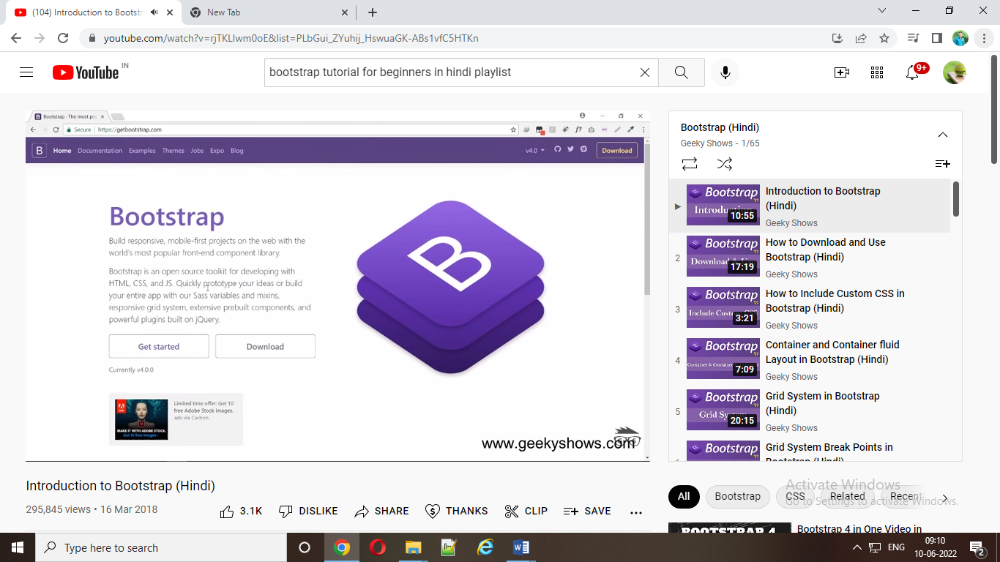 (104) Introduction to Bootstr
New Tab
youtube.com/watch?v=rjTKLIwm0oE&list=PLbGui_ZYuhij_HswuaGK-ABs1vfC5HTKn
YouTube IN
bootstrap tutorial for beginners in hindi playlist
9+
Bootstrap · The most po
Secure | https://getbootstrap.com
B Home Documentation Examples Themes Jobs Expo Blog v4.0 Download
Bootstrap
Build responsive, mobile-first projects on the web with the
world's most popular front-end component library.
Bootstrap is an open source toolkit for developing with
HTML, CSS, and JS. Quickly prototype your ideas or build
your entire app with our Sass variables and mixins,
responsive grid system, extensive prebuilt components, and
powerful plugins built on jQuery.
Get started Download
Currently v4.0.0
B
Adobe
MAKE IT WITH ADOBE STOCK.
Get 10 free images ›
Limited time offer: Get 10
free Adobe Stock images.
ads via Carbon
www.geekyshows.com
Introduction to Bootstrap (Hindi)
295,845 views • 16 Mar 2018
3.1K DISLIKE SHARE THANKS CLIP SAVE
Bootstrap (Hindi)
Geeky Shows - 1/65
Bootstrap
Introduction
10:55
Introduction to Bootstrap
(Hindi)
Geeky Shows
2
Bootstrap
Download & U
17:19
How to Download and Use
Bootstrap (Hindi)
Geeky Shows
3
Bootstrap
Include Custom CSS
3:21
How to Include Custom CSS in
Bootstrap (Hindi)
Geeky Shows
4
Bootstrap
Container & Container
7:09
Container and Container fluid
Layout in Bootstrap (Hindi)
Geeky Shows
5
Bootstrap
Grid System
20:15
Grid System in Bootstrap
(Hindi)
Geeky Shows
Bootstrap
Grid System Break Points in
Bootstrap (Hindi)
All Bootstrap CSS Related Recent
Activate Windows
Go to Settings to activate Windows.
BOOTSTRAP 4
Bootstrap 4 in One Video in
Type here to search
ENG
09:10
10-06-2022
2